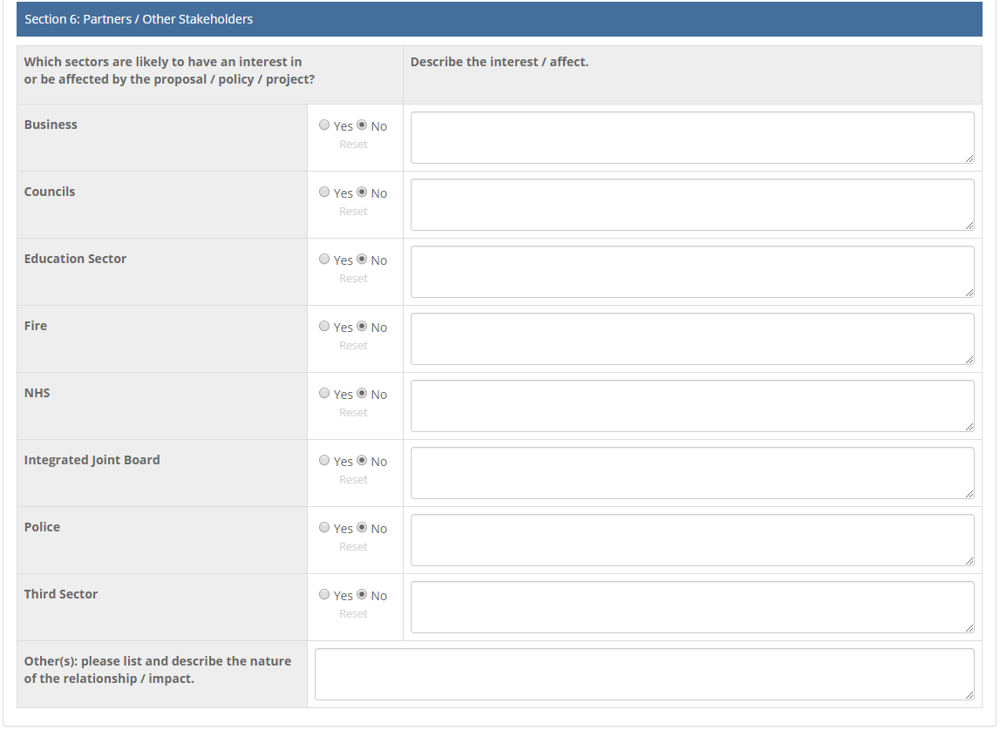 Section 6: Partners / Other Stakeholders
Which sectors are likely to have an interest in
or be affected by the proposal / policy / project?
Describe the interest / affect.
Business
Yes No
Reset
Councils
Yes No
Reset
Education Sector
Yes No
Reset
Fire
Yes No
Reset
NHS
Yes No
Reset
Integrated Joint Board
Yes No
Reset
Police
Yes No
Reset
Third Sector
Yes No
Reset
Other(s): please list and describe the nature
of the relationship / impact.